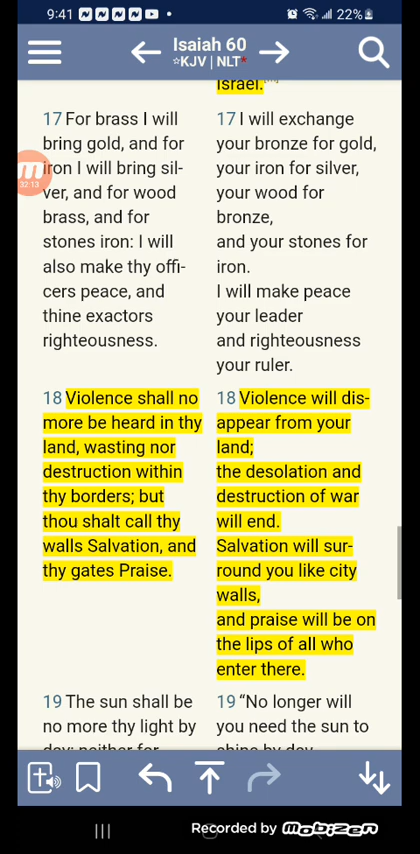 9:41
22%
Isaiah 60
☆KJV | NLT*
17 For brass I will
bring gold, and for
iron I will bring sil-
ver, and for wood
brass, and for
stones iron: I will
also make thy offi-
cers peace, and
thine exactors
righteousness.
18 Violence shall no
more be heard in thy
land, wasting nor
destruction within
thy borders; but
thou shalt call thy
walls Salvation, and
thy gates Praise.
19 The sun shall be
no more thy light by
day; neither for
Israel.
17 I will exchange
your bronze for gold,
your iron for silver,
your wood for
bronze,
and your stones for
iron.
I will make peace
your leader
and righteousness
your ruler.
18 Violence will dis-
appear from your
land;
the desolation and
destruction of war
will end.
Salvation will sur-
round you like city
walls,
and praise will be on
the lips of all who
enter there.
19 “No longer will
you need the sun to
shine by day,
32:13
Recorded by mobizen